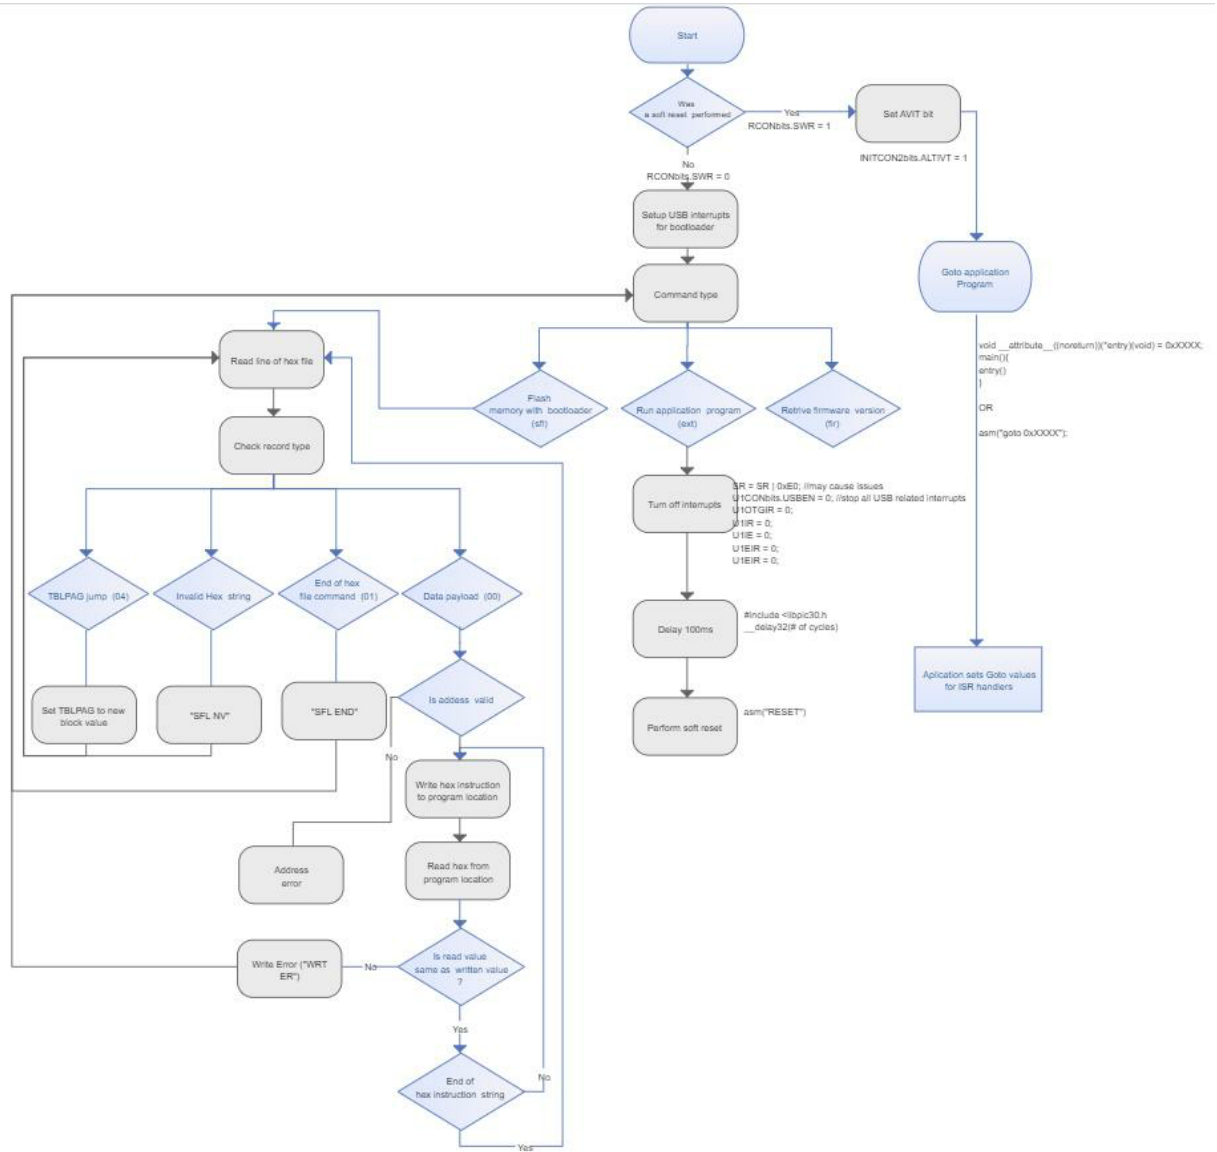 Start
Was
a soft reset performed
Yes
RCONbits.SWR = 1
Set AVIT bit
INITCON2bits.ALTIVT = 1
No
RCONbits.SWR = 0
Setup USB interrupts
for bootloader
Goto application
Program
Command type
void __attribute__((noreturn))(*entry)(void) = 0xXXXX;
main(){
entry()
}
OR
asm("goto 0xXXXX");
Read line of hex file
Flash
memory with bootloader
(sfl)
Run application program
(ext)
Retrive firmware version
(fir)
Check record type
Turn off interrupts
SR = SR | 0xE0; //may cause issues
U1CONbits.USBEN = 0; //stop all USB related interrupts
U1OTGIR = 0;
U1IR = 0;
U1IE = 0;
U1EIR = 0;
U1EIR = 0;
TBLPAG jump (04)
Invalid Hex string
End of hex
file command (01)
Data payload (00)
Delay 100ms
#include <libpic30.h
__delay32(# of cycles)
Aplication sets Goto values
for ISR handlers
Set TBLPAG to new
block value
"SFL NV"
"SFL END"
Is addess valid
Perform soft reset
asm("RESET")
No
Write hex instruction
to program location
Address
error
Read hex from
program location
Write Error ("WRT
ER")
No
Is read value
same as written value
?
Yes
End of
hex instruction string
No
Yes